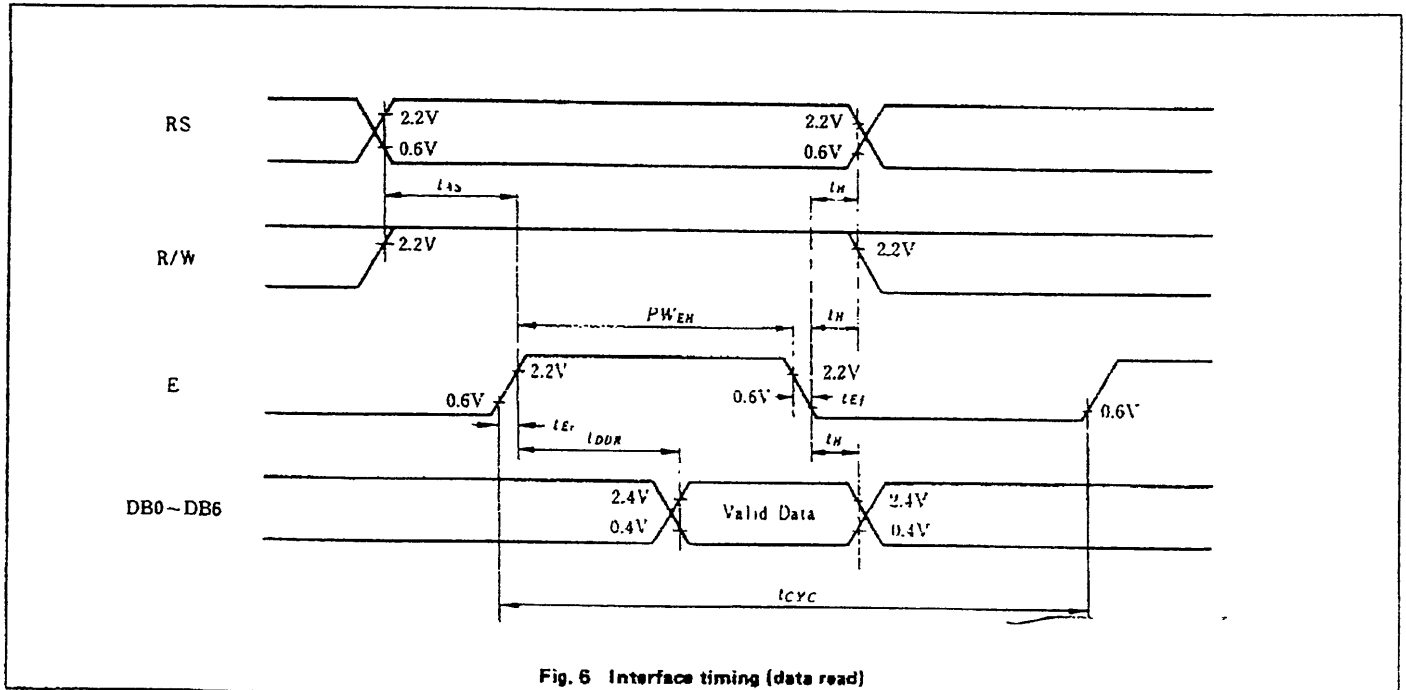 RS
2.2V
0.6V
2.2V
0.6V
tAS
tH
R/W
2.2V
2.2V
PWEH
tH
E
2.2V
0.6V
2.2V
0.6V
tEf
0.6V
tEr
tDDR
tH
DB0~DB6
2.4V
0.4V
Valid Data
2.4V
0.4V
tCYC
Fig. 6 Interface timing (data read)